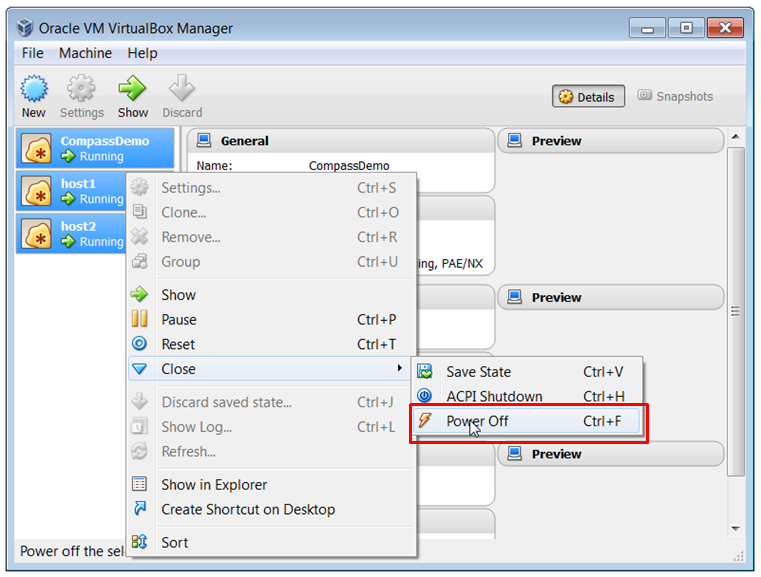 Oracle VM VirtualBox Manager
File Machine Help
New Settings Show Discard
Details Snapshots
CompassDemo
Running
host1
Running
host2
Running
General
Name: CompassDemo
Preview
ing, PAE/NX
Preview
Preview
Settings... Ctrl+S
Clone... Ctrl+O
Remove... Ctrl+R
Group Ctrl+U
Show
Pause Ctrl+P
Reset Ctrl+T
Close
Discard saved state... Ctrl+J
Show Log... Ctrl+L
Refresh...
Show in Explorer
Create Shortcut on Desktop
Sort
Save State Ctrl+V
ACPI Shutdown Ctrl+H
Power Off Ctrl+F
Power off the sel